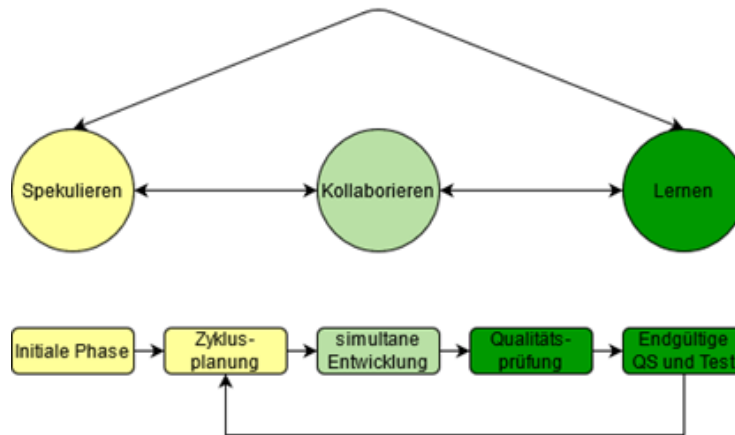 Spekulieren
Kollaborieren
Lernen
Initiale Phase
Zyklus-
planung
simultane
Entwicklung
Qualitäts-
prüfung
Endgültige
QS und Test